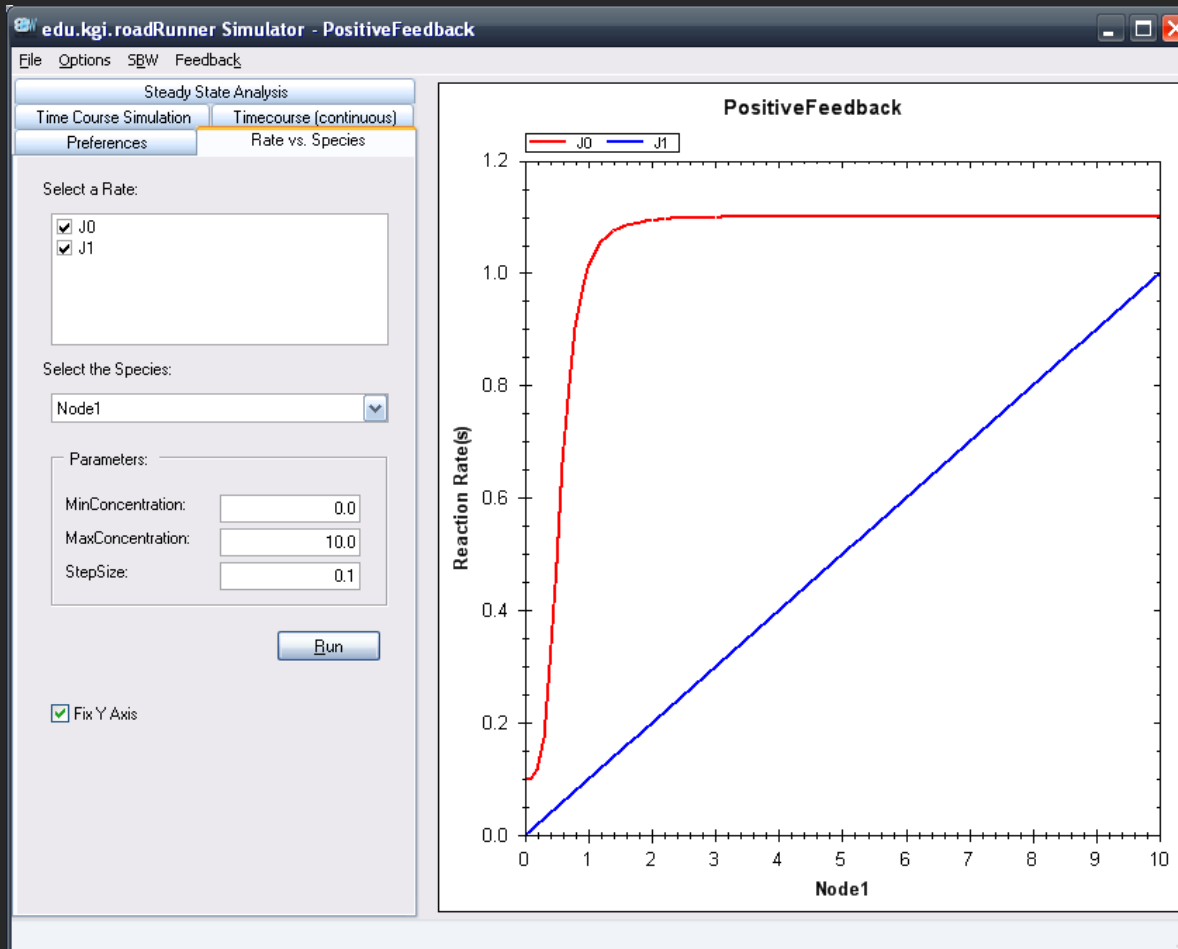 edu.kgi.roadRunner Simulator - PositiveFeedback
File Options SBW Feedback
Steady State Analysis
Time Course Simulation Timecourse (continuous)
Preferences Rate vs. Species
Select a Rate:
J0
J1
Select the Species:
Node1
Parameters:
MinConcentration: 0.0
MaxConcentration: 10.0
StepSize: 0.1
Run
Fix Y Axis
PositiveFeedback
J0 J1
Reaction Rate(s)
1.2
1.0
0.8
0.6
0.4
0.2
0.0
0 1 2 3 4 5 6 7 8 9 10
Node1